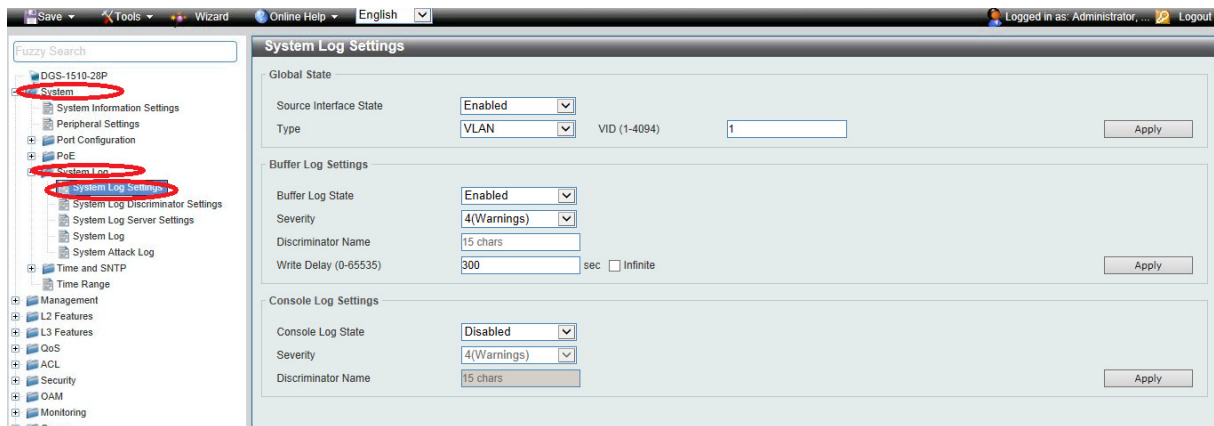 Save Tools Wizard Online Help English Logged in as: Administrator, ... Logout
Fuzzy Search
DGS-1510-28P
System
System Information Settings
Peripheral Settings
Port Configuration
PoE
System Log
System Log Settings
System Log Discriminator Settings
System Log Server Settings
System Log
System Attack Log
Time and SNTP
Time Range
Management
L2 Features
L3 Features
QoS
ACL
Security
OAM
Monitoring
System Log Settings
Global State
Source Interface State Enabled
Type VLAN VID (1-4094) 1 Apply
Buffer Log Settings
Buffer Log State Enabled
Severity 4(Warnings)
Discriminator Name 15 chars
Write Delay (0-65535) 300 sec Infinite Apply
Console Log Settings
Console Log State Disabled
Severity 4(Warnings)
Discriminator Name 15 chars Apply